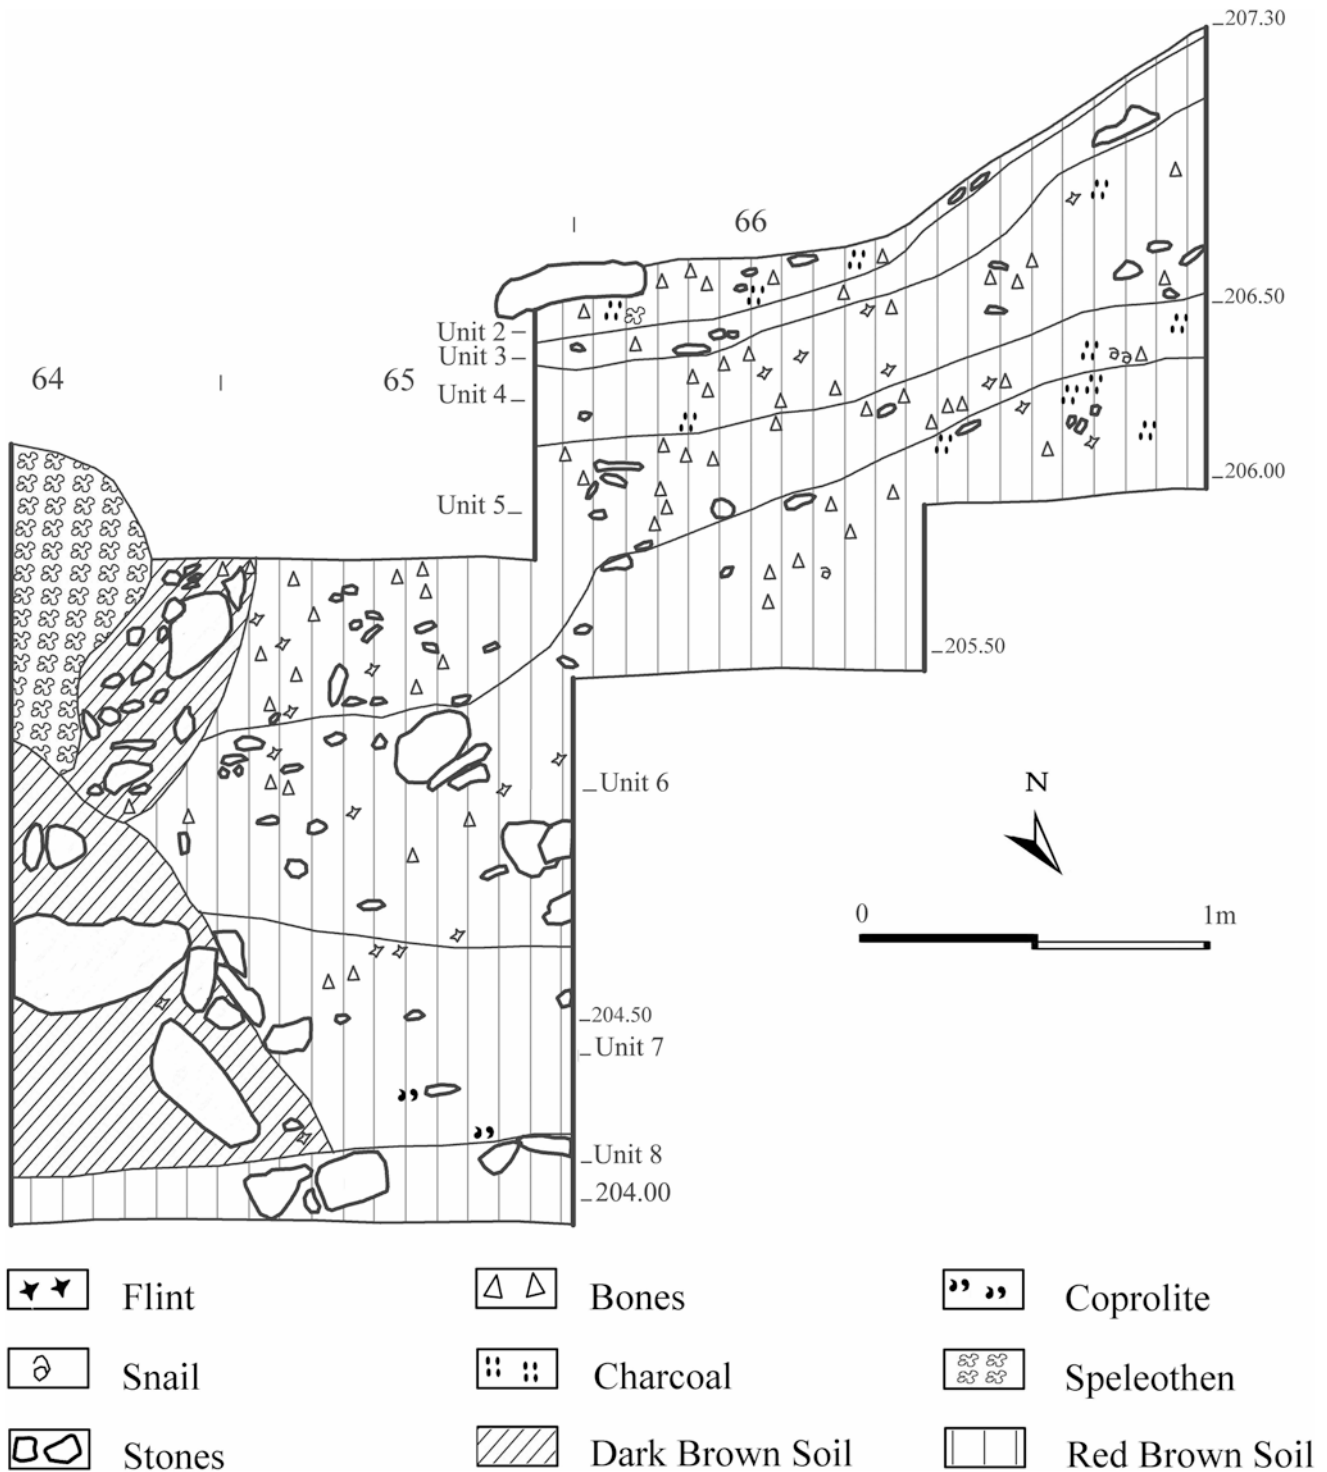 207.30
66
206.50
Unit 2
Unit 3
64
65
Unit 4
206.00
Unit 5
205.50
Unit 6
N
0 1m
204.50
Unit 7
Unit 8
204.00
Flint Bones Coprolite
Snail Charcoal Speleothen
Stones Dark Brown Soil Red Brown Soil